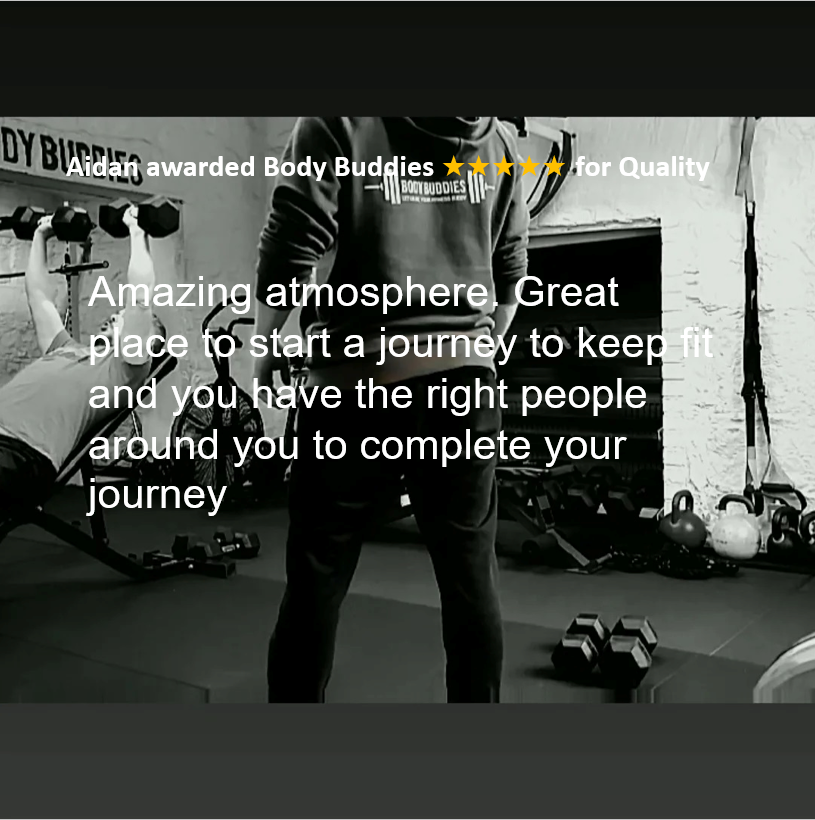 DY BUDDIES
Aidan awarded Body Buddies ★★★★★ for Quality
BODYBUDDIES
Amazing atmosphere. Great
place to start a journey to keep fit
and you have the right people
around you to complete your
journey